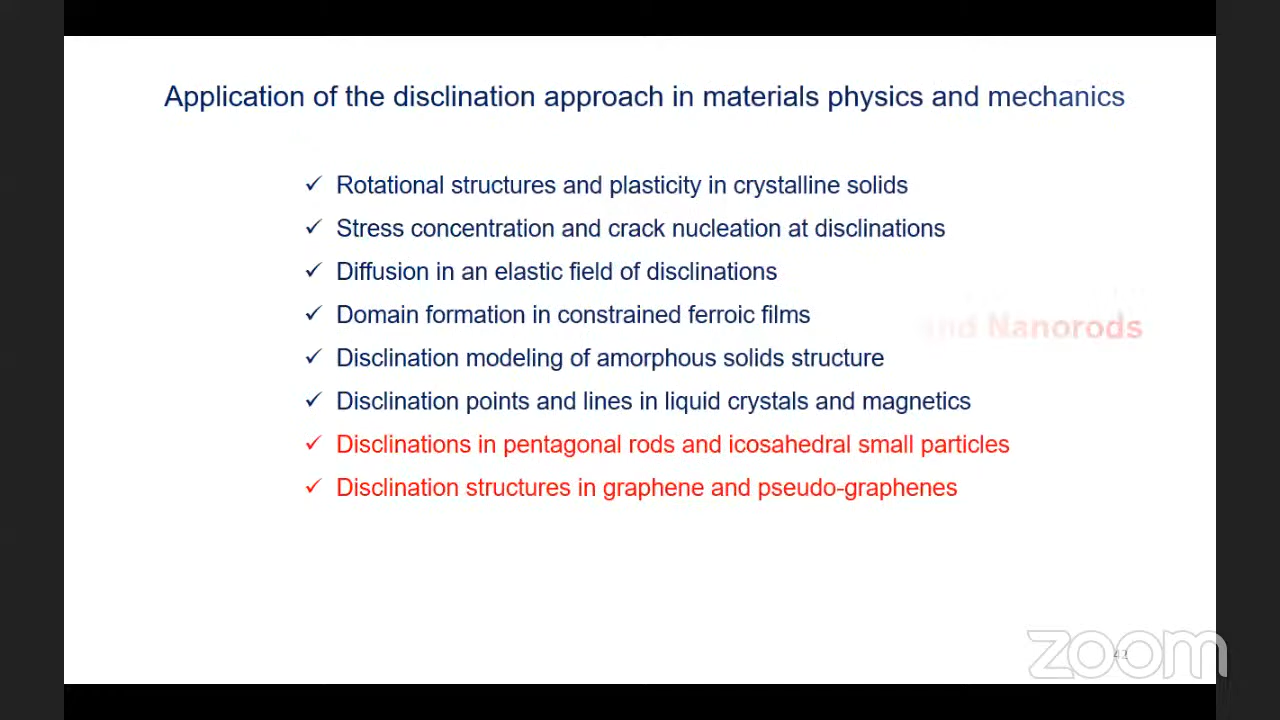 Application of the disclination approach in materials physics and mechanics
✓ Rotational structures and plasticity in crystalline solids
✓ Stress concentration and crack nucleation at disclinations
✓ Diffusion in an elastic field of disclinations
✓ Domain formation in constrained ferroic films
and Nanorods
✓ Disclination modeling of amorphous solids structure
✓ Disclination points and lines in liquid crystals and magnetics
✓ Disclinations in pentagonal rods and icosahedral small particles
✓ Disclination structures in graphene and pseudo-graphenes
zoom
42